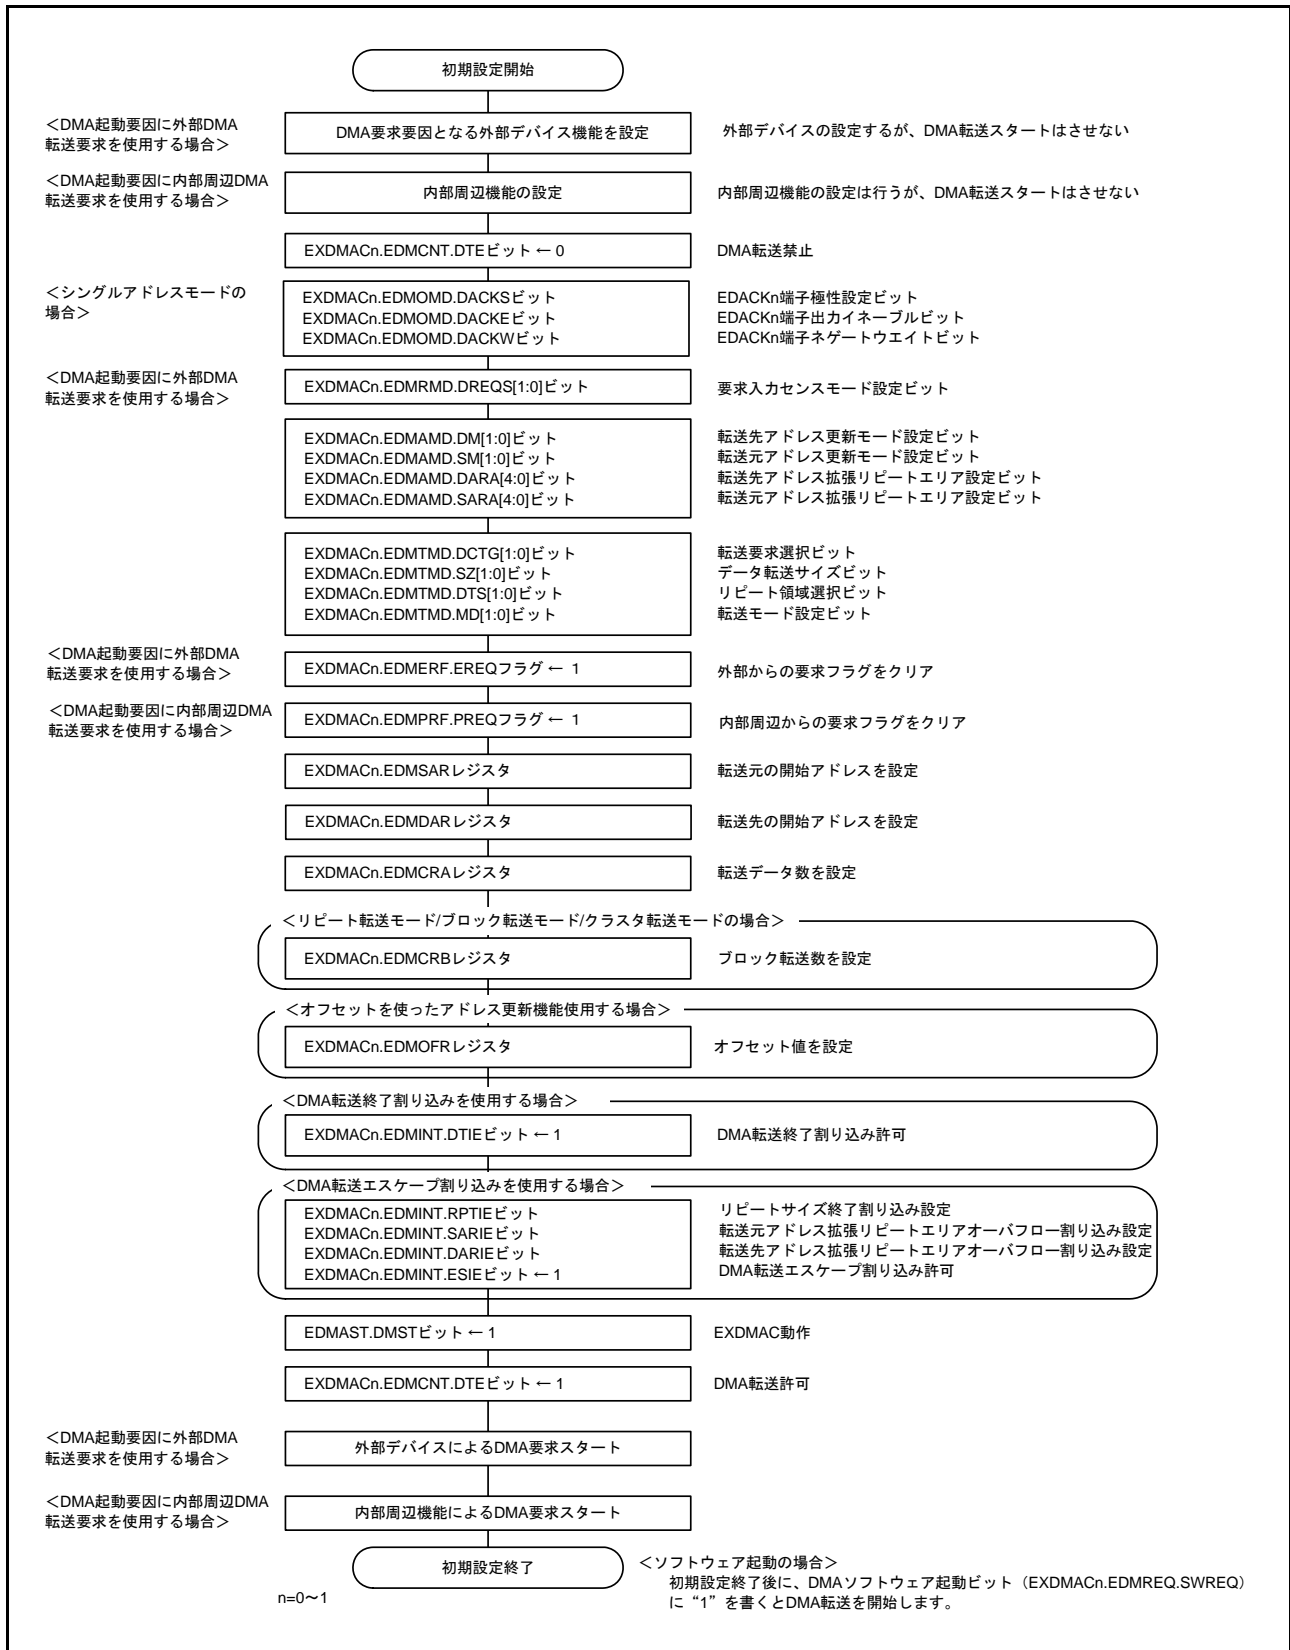 初期設定開始
<DMA起動要因に外部DMA
転送要求を使用する場合>
DMA要求要因となる外部デバイス機能を設定
外部デバイスの設定するが、DMA転送スタートはさせない
<DMA起動要因に内部周辺DMA
転送要求を使用する場合>
内部周辺機能の設定
内部周辺機能の設定は行うが、DMA転送スタートはさせない
EXDMACn.EDMCNT.DTEビット ← 0
DMA転送禁止
<シングルアドレスモードの
場合>
EXDMACn.EDMOMD.DACKSビット
EXDMACn.EDMOMD.DACKEビット
EXDMACn.EDMOMD.DACKWビット
EDACKn端子極性設定ビット
EDACKn端子出力イネーブルビット
EDACKn端子ネゲートウエイトビット
<DMA起動要因に外部DMA
転送要求を使用する場合>
EXDMACn.EDMRMD.DREQS[1:0]ビット
要求入力センスモード設定ビット
EXDMACn.EDMAMD.DM[1:0]ビット
EXDMACn.EDMAMD.SM[1:0]ビット
EXDMACn.EDMAMD.DARA[4:0]ビット
EXDMACn.EDMAMD.SARA[4:0]ビット
転送先アドレス更新モード設定ビット
転送元アドレス更新モード設定ビット
転送先アドレス拡張リピートエリア設定ビット
転送元アドレス拡張リピートエリア設定ビット
EXDMACn.EDMTMD.DCTG[1:0]ビット
EXDMACn.EDMTMD.SZ[1:0]ビット
EXDMACn.EDMTMD.DTS[1:0]ビット
EXDMACn.EDMTMD.MD[1:0]ビット
転送要求選択ビット
データ転送サイズビット
リピート領域選択ビット
転送モード設定ビット
<DMA起動要因に外部DMA
転送要求を使用する場合>
EXDMACn.EDMERF.EREQフラグ ← 1
外部からの要求フラグをクリア
<DMA起動要因に内部周辺DMA
転送要求を使用する場合>
EXDMACn.EDMPRF.PREQフラグ ← 1
内部周辺からの要求フラグをクリア
EXDMACn.EDMSARレジスタ
転送元の開始アドレスを設定
EXDMACn.EDMDARレジスタ
転送先の開始アドレスを設定
EXDMACn.EDMCRAレジスタ
転送データ数を設定
<リピート転送モード/ブロック転送モード/クラスタ転送モードの場合>
EXDMACn.EDMCRBレジスタ
ブロック転送数を設定
<オフセットを使ったアドレス更新機能使用する場合>
EXDMACn.EDMOFRレジスタ
オフセット値を設定
<DMA転送終了割り込みを使用する場合>
EXDMACn.EDMINT.DTIEビット ← 1
DMA転送終了割り込み許可
<DMA転送エスケープ割り込みを使用する場合>
EXDMACn.EDMINT.RPTIEビット
EXDMACn.EDMINT.SARIEビット
EXDMACn.EDMINT.DARIEビット
EXDMACn.EDMINT.ESIEビット ← 1
リピートサイズ終了割り込み設定
転送元アドレス拡張リピートエリアオーバフロー割り込み設定
転送先アドレス拡張リピートエリアオーバフロー割り込み設定
DMA転送エスケープ割り込み許可
EDMAST.DMSTビット ← 1
EXDMAC動作
EXDMACn.EDMCNT.DTEビット ← 1
DMA転送許可
<DMA起動要因に外部DMA
転送要求を使用する場合>
外部デバイスによるDMA要求スタート
<DMA起動要因に内部周辺DMA
転送要求を使用する場合>
内部周辺機能によるDMA要求スタート
初期設定終了
<ソフトウェア起動の場合>
初期設定終了後に、DMAソフトウェア起動ビット（EXDMACn.EDMREQ.SWREQ）
に“1”を書くとDMA転送を開始します。
n=0～1